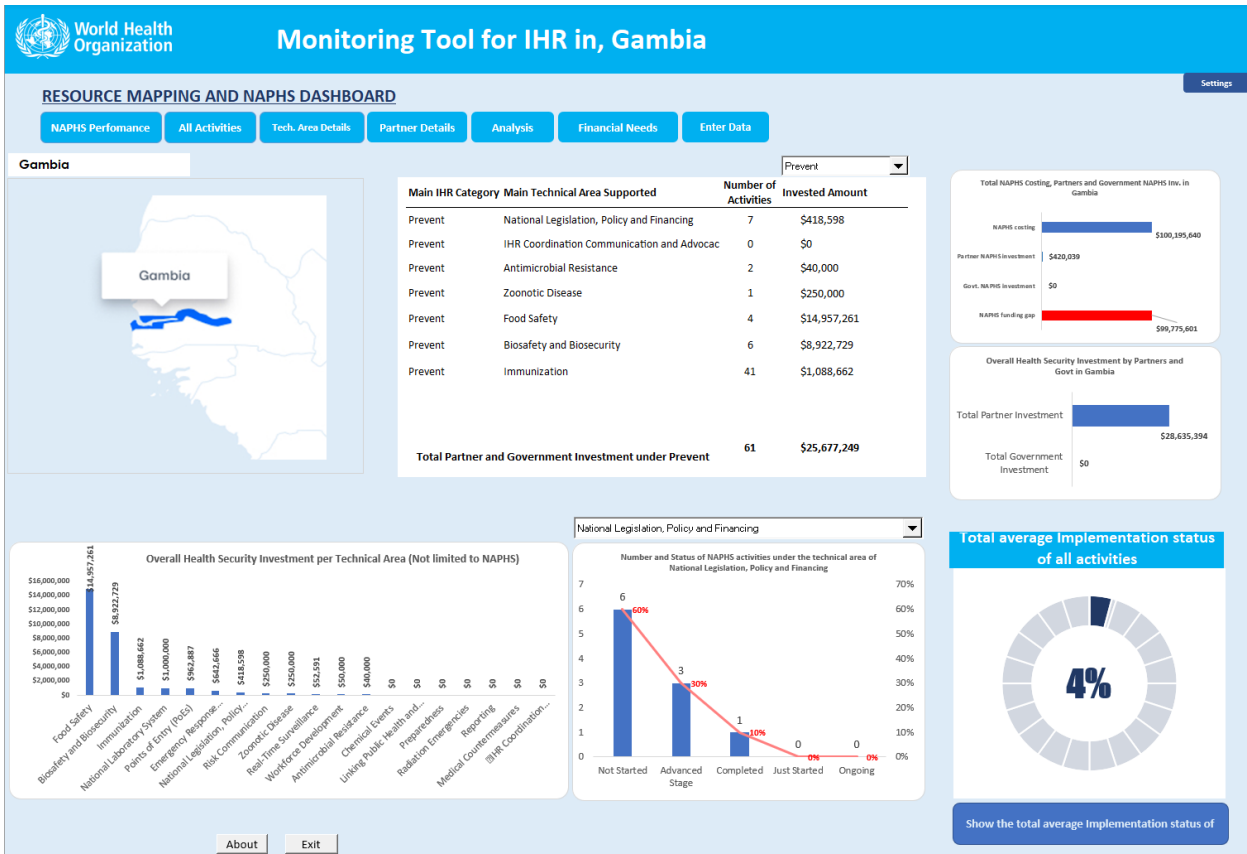 World Health
Organization
Monitoring Tool for IHR in, Gambia
Settings
RESOURCE MAPPING AND NAPHS DASHBOARD
NAPHS Perfomance
All Activities
Tech. Area Details
Partner Details
Analysis
Financial Needs
Enter Data
Gambia
Gambia
Prevent
Main IHR Category Main Technical Area Supported Number of Activities Invested Amount
Prevent National Legislation, Policy and Financing 7 $418,598
Prevent IHR Coordination Communication and Advocac 0 $0
Prevent Antimicrobial Resistance 2 $40,000
Prevent Zoonotic Disease 1 $250,000
Prevent Food Safety 4 $14,957,261
Prevent Biosafety and Biosecurity 6 $8,922,729
Prevent Immunization 41 $1,088,662
Total Partner and Government Investment under Prevent 61 $25,677,249
Total NAPHS Costing, Partners and Government NAPHS Inv. in
Gambia
NAPHS costing
$100,195,640
Partner NAPHS investment $420,039
Govt. NAPHS investment $0
NAPHS funding gap
$99,775,601
Overall Health Security Investment by Partners and
Govt in Gambia
Total Partner Investment
$28,635,394
Total Government
Investment
$0
Overall Health Security Investment per Technical Area (Not limited to NAPHS)
$16,000,000
$14,000,000
$12,000,000
$10,000,000
$8,000,000
$6,000,000
$4,000,000
$2,000,000
$0
$14,957,261
$8,922,729
$1,088,662
$1,000,000
$962,887
$642,666
$418,598
$250,000
$250,000
$52,591
$50,000
$40,000
$0
$0
$0
$0
$0
$0
$0
Food Safety
Biosafety and Biosecurity
Immunization
National Laboratory System
Points of Entry (PoEs)
Emergency Response...
National Legislation, Policy...
Risk Communication
Zoonotic Disease
Real-Time Surveillance
Workforce Development
Antimicrobial Resistance
Chemical Events
Linking Public Health and...
Preparedness
Radiation Emergencies
Reporting
Medical Countermeasures
IHR Coordination...
National Legislation, Policy and Financing
Number and Status of NAPHS activities under the technical area of
National Legislation, Policy and Financing
7
6
5
4
3
2
1
0
70%
60%
50%
40%
30%
20%
10%
0%
6
60%
3
30%
1
10%
0
0%
0
0%
Not Started
Advanced
Stage
Completed
Just Started
Ongoing
Total average Implementation status
of all activities
4%
Show the total average Implementation status of
About
Exit